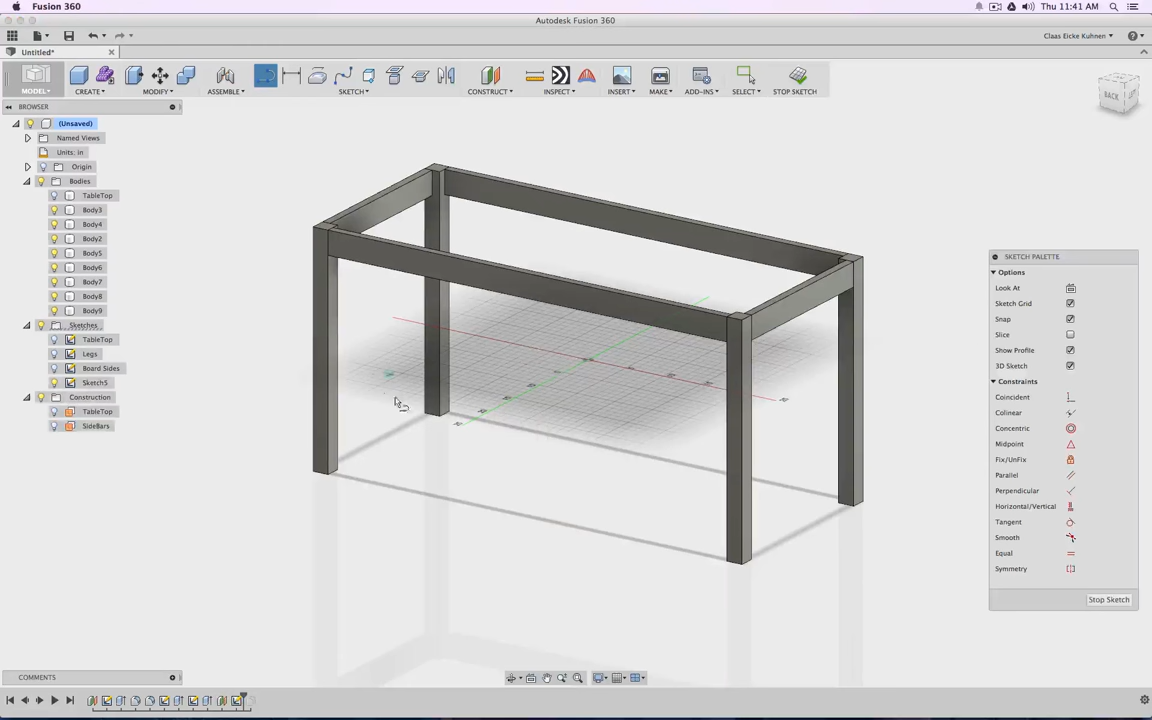 Fusion 360
Thu 11:41 AM
Autodesk Fusion 360
Claas Eicke Kuhnen
Untitled*
MODEL
CREATE
MODIFY
ASSEMBLE
SKETCH
CONSTRUCT
INSPECT
INSERT
MAKE
ADD-INS
SELECT
STOP SKETCH
BROWSER
(Unsaved)
Named Views
Units: in
Origin
Bodies
TableTop
Body3
Body4
Body2
Body5
Body6
Body7
Body8
Body9
Sketches
TableTop
Legs
Board Sides
Sketch5
Construction
TableTop
SideBars
BACK
SKETCH PALETTE
Options
Look At
Sketch Grid
Snap
Slice
Show Profile
3D Sketch
Constraints
Coincident
Colinear
Concentric
Midpoint
Fix/UnFix
Parallel
Perpendicular
Horizontal/Vertical
Tangent
Smooth
Equal
Symmetry
Stop Sketch
COMMENTS